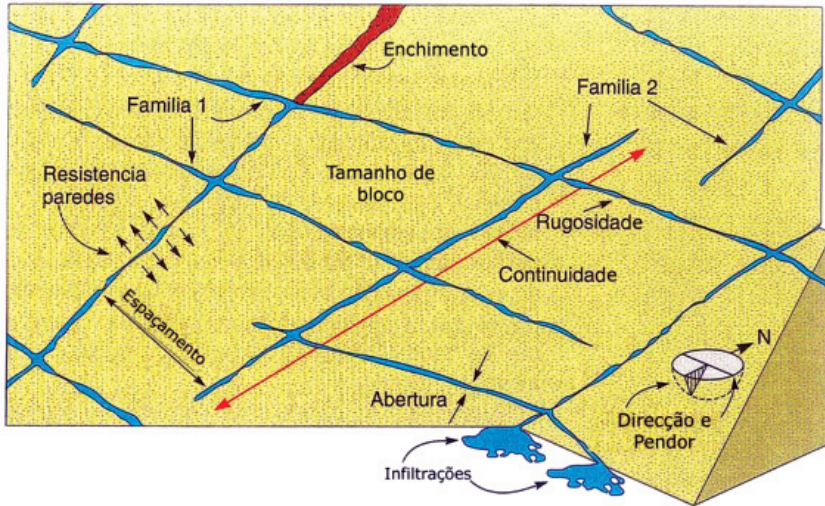 Enchimento
Familia 1
Familia 2
Resistencia
paredes
Tamanho de
bloco
Rugosidade
Continuidade
Espaçamento
N
Abertura
Direcção e
Pendor
Infiltrações